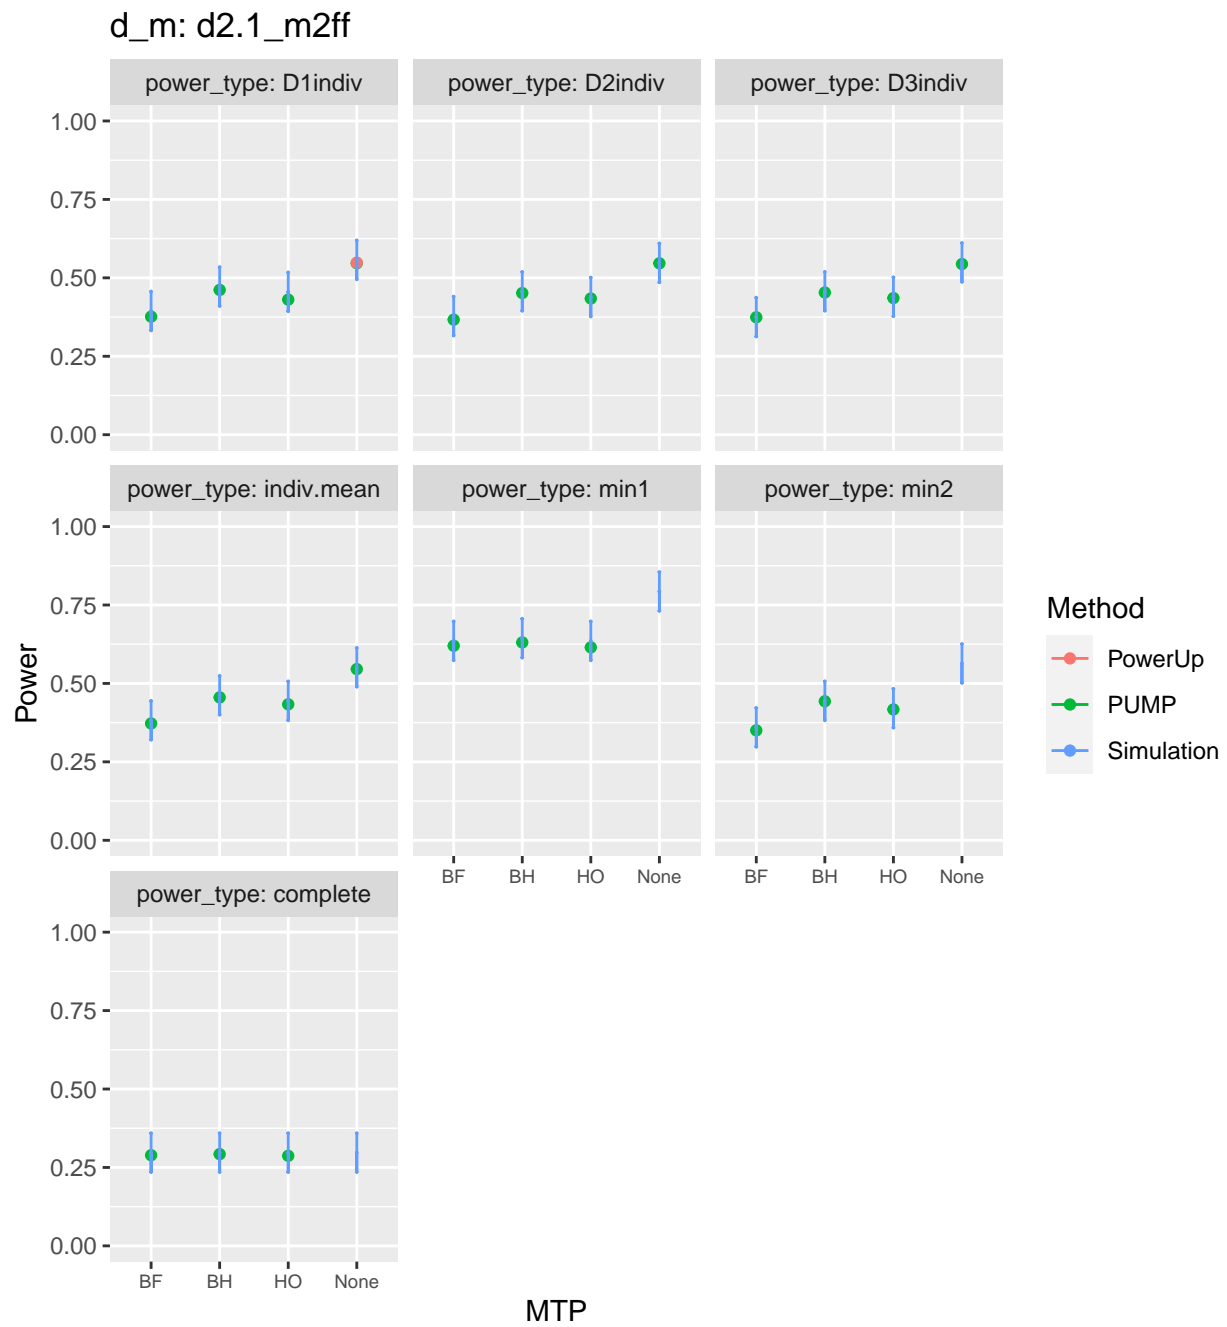 d_m: d2.1_m2ff
power_type: D1indiv
power_type: D2indiv
power_type: D3indiv
1.00
0.75
0.50
0.25
0.00
power_type: indiv.mean
power_type: min1
power_type: min2
1.00
0.75
0.50
0.25
0.00
BF BH HO None
BF BH HO None
power_type: complete
1.00
0.75
0.50
0.25
0.00
BF BH HO None
Power
MTP
Method
PowerUp
PUMP
Simulation